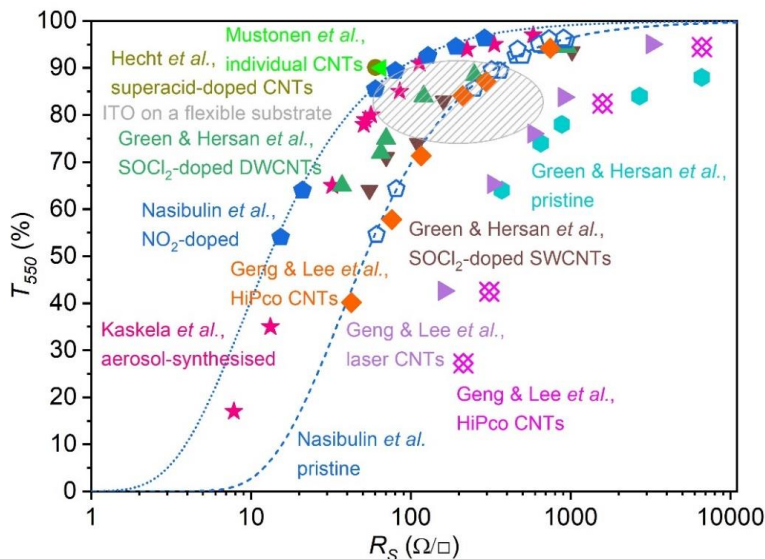 100
90
80
70
60
50
40
30
20
10
0
T550 (%)
Mustonen et al.,
individual CNTs
Hecht et al.,
superacid-doped CNTs
ITO on a flexible substrate
Green & Hersan et al.,
SOCl2-doped DWCNTs
Nasibulin et al.,
NO2-doped
Green & Hersan et al.,
pristine
Green & Hersan et al.,
SOCl2-doped SWCNTs
Geng & Lee et al.,
HiPco CNTs
Kaskela et al.,
aerosol-synthesised
Geng & Lee et al.,
laser CNTs
Geng & Lee et al.,
HiPco CNTs
Nasibulin et al.
pristine
1
10
100
1000
10000
RS (Ω/□)